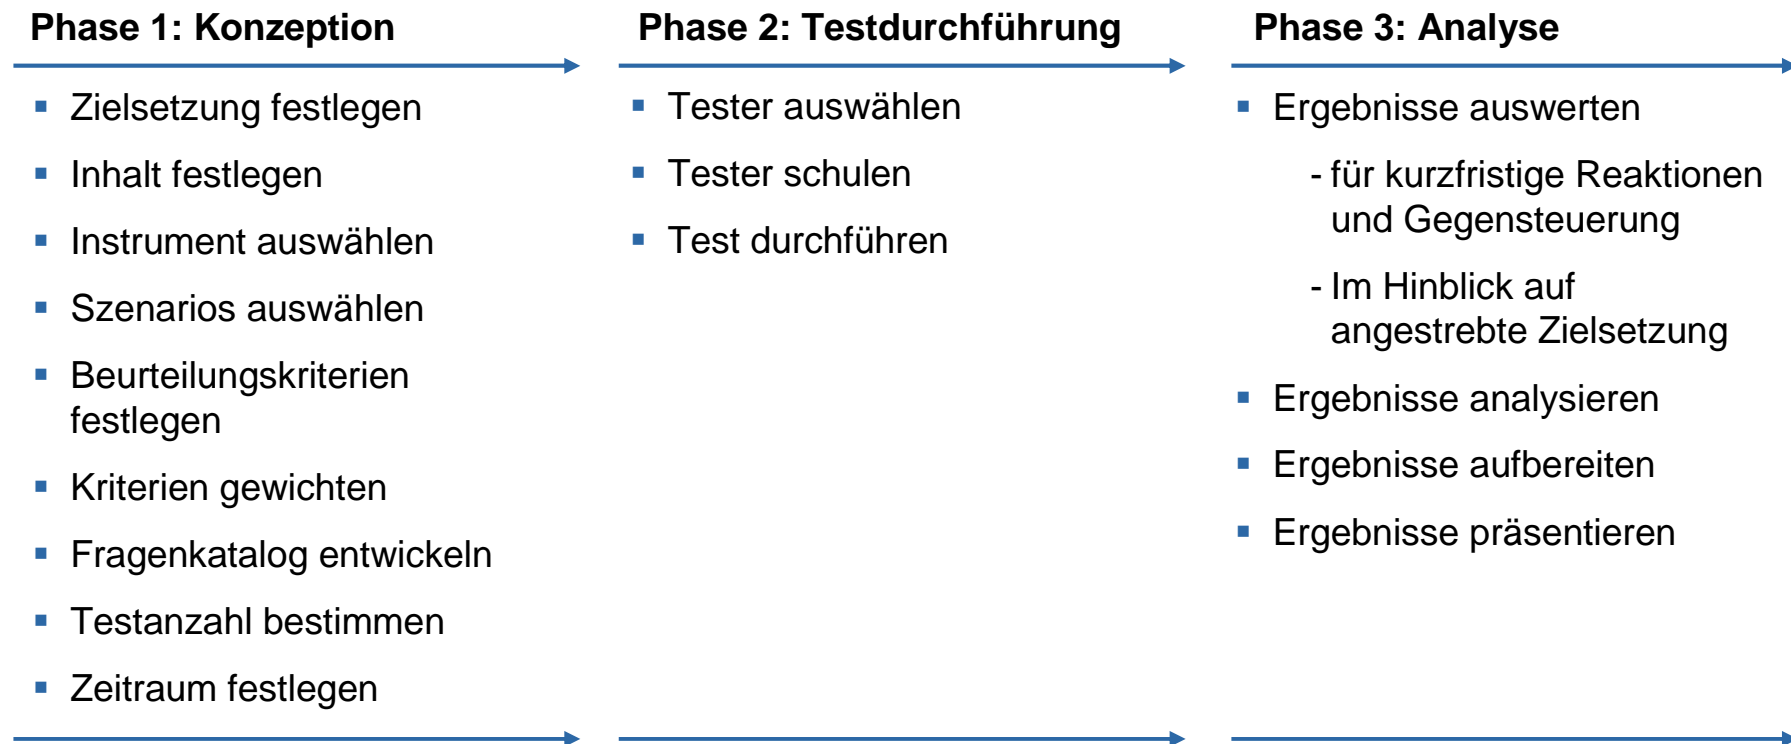 Phase 1: Konzeption
Zielsetzung festlegen
Inhalt festlegen
Instrument auswählen
Szenarios auswählen
Beurteilungskriterien
festlegen
Kriterien gewichten
Fragenkatalog entwickeln
Testanzahl bestimmen
Zeitraum festlegen
Phase 2: Testdurchführung
Tester auswählen
Tester schulen
Test durchführen
Phase 3: Analyse
Ergebnisse auswerten
- für kurzfristige Reaktionen
und Gegensteuerung
- Im Hinblick auf
angestrebte Zielsetzung
Ergebnisse analysieren
Ergebnisse aufbereiten
Ergebnisse präsentieren